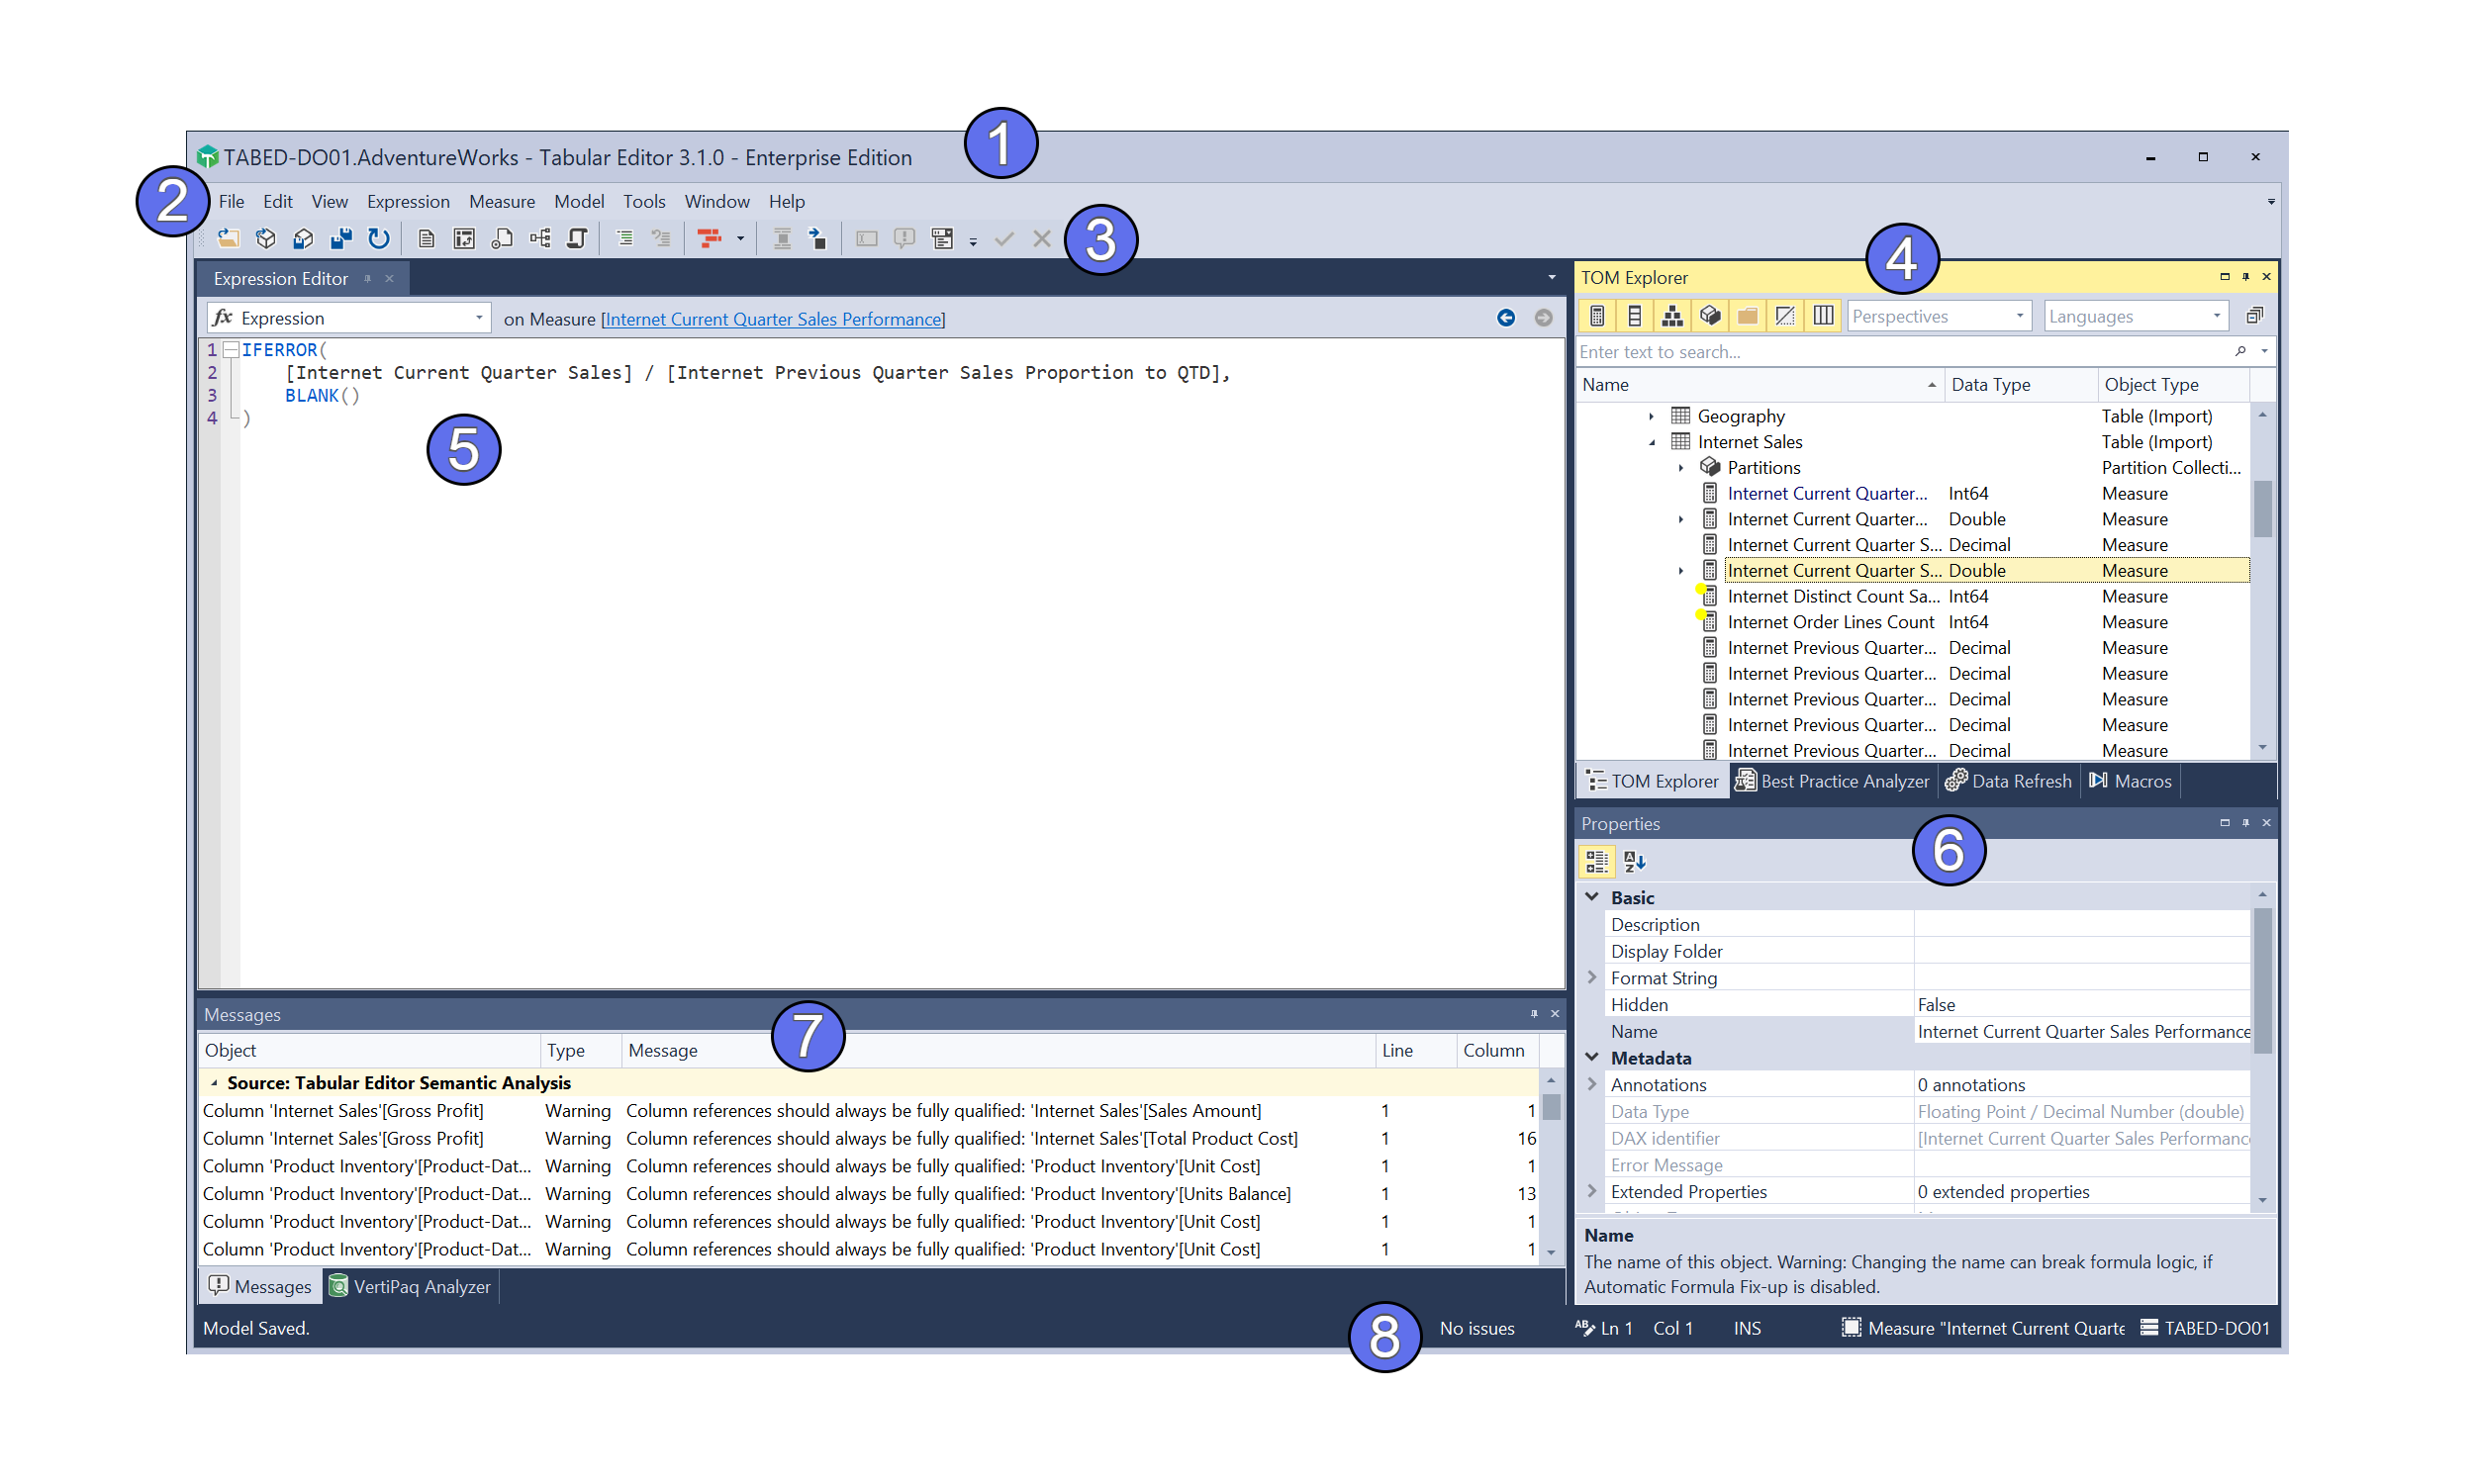 1
TABED-DO01.AdventureWorks - Tabular Editor 3.1.0 - Enterprise Edition
2
File Edit View Expression Measure Model Tools Window Help
3
Expression Editor
fx Expression on Measure [Internet Current Quarter Sales Performance]
1 IFERROR(
2 [Internet Current Quarter Sales] / [Internet Previous Quarter Sales Proportion to QTD],
3 BLANK()
4 )
5
4
TOM Explorer
Perspectives Languages
Enter text to search...
Name Data Type Object Type
Geography Table (Import)
Internet Sales Table (Import)
Partitions Partition Collecti...
Internet Current Quarter... Int64 Measure
Internet Current Quarter... Double Measure
Internet Current Quarter S... Decimal Measure
Internet Current Quarter S... Double Measure
Internet Distinct Count Sa... Int64 Measure
Internet Order Lines Count Int64 Measure
Internet Previous Quarter... Decimal Measure
Internet Previous Quarter... Decimal Measure
Internet Previous Quarter... Decimal Measure
Internet Previous Quarter... Decimal Measure
Internet Previous Quarter... Decimal Measure
TOM Explorer Best Practice Analyzer Data Refresh Macros
Properties
6
Basic
Description
Display Folder
Format String
Hidden False
Name Internet Current Quarter Sales Performance
Metadata
Annotations 0 annotations
Data Type Floating Point / Decimal Number (double)
DAX identifier [Internet Current Quarter Sales Performanc
Error Message
Extended Properties 0 extended properties
Name
The name of this object. Warning: Changing the name can break formula logic, if
Automatic Formula Fix-up is disabled.
Messages
7
Object Type Message Line Column
Source: Tabular Editor Semantic Analysis
Column 'Internet Sales'[Gross Profit] Warning Column references should always be fully qualified: 'Internet Sales'[Sales Amount] 1 1
Column 'Internet Sales'[Gross Profit] Warning Column references should always be fully qualified: 'Internet Sales'[Total Product Cost] 1 16
Column 'Product Inventory'[Product-Dat... Warning Column references should always be fully qualified: 'Product Inventory'[Unit Cost] 1 1
Column 'Product Inventory'[Product-Dat... Warning Column references should always be fully qualified: 'Product Inventory'[Units Balance] 1 13
Column 'Product Inventory'[Product-Dat... Warning Column references should always be fully qualified: 'Product Inventory'[Unit Cost] 1 1
Column 'Product Inventory'[Product-Dat... Warning Column references should always be fully qualified: 'Product Inventory'[Unit Cost] 1 1
Messages VertiPaq Analyzer
8
Model Saved. No issues Ln 1 Col 1 INS Measure "Internet Current Quarte TABED-DO01